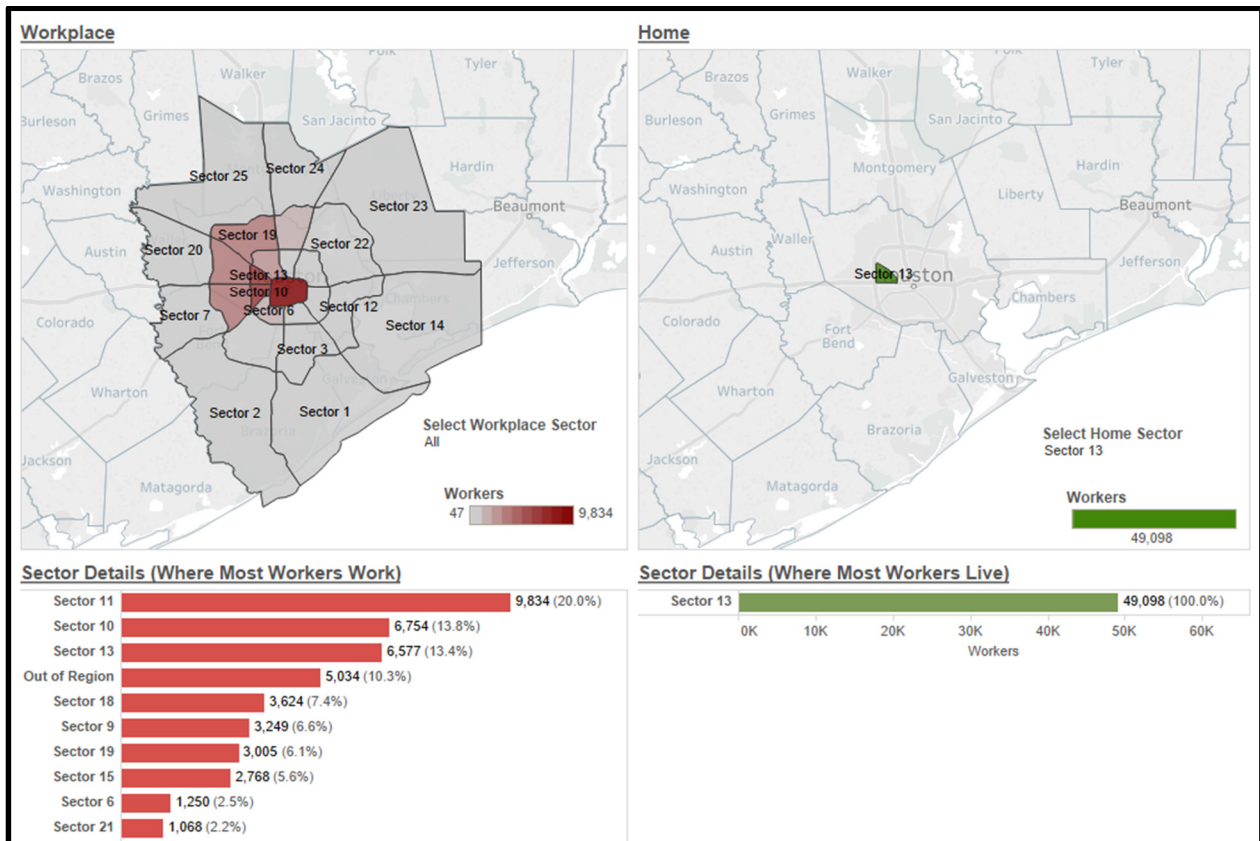 Workplace
Home
Polk
Tyler
Walker
Brazos
Grimes
San Jacinto
Burleson
Hardin
Sector 24
Sector 25
Washington
Liberty
Sector 23
Beaumont
Austin
Sector 19
Sector 22
Sector 20
Jefferson
Sector 13
Sector 10
Chambers
Colorado
Sector 7
Sector 6
Sector 12
Fort
Bend
Sector 14
Sector 3
Wharton
Galveston
Sector 2
Sector 1
Brazoria
Select Workplace Sector
All
Jackson
Matagorda
Workers
47
9,834
Tyler
Walker
Brazos
Grimes
San Jacinto
Burleson
Montgomery
Hardin
Washington
Liberty
Beaumont
Austin
Waller
Jefferson
Sector 13
Chambers
Colorado
Fort
Bend
Wharton
Galveston
Brazoria
Select Home Sector
Sector 13
Jackson
Matagorda
Workers
49,098
Sector Details (Where Most Workers Work)
Sector 11 9,834 (20.0%)
Sector 10 6,754 (13.8%)
Sector 13 6,577 (13.4%)
Out of Region 5,034 (10.3%)
Sector 18 3,624 (7.4%)
Sector 9 3,249 (6.6%)
Sector 19 3,005 (6.1%)
Sector 15 2,768 (5.6%)
Sector 6 1,250 (2.5%)
Sector 21 1,068 (2.2%)
Sector Details (Where Most Workers Live)
Sector 13 49,098 (100.0%)
0K 10K 20K 30K 40K 50K 60K
Workers